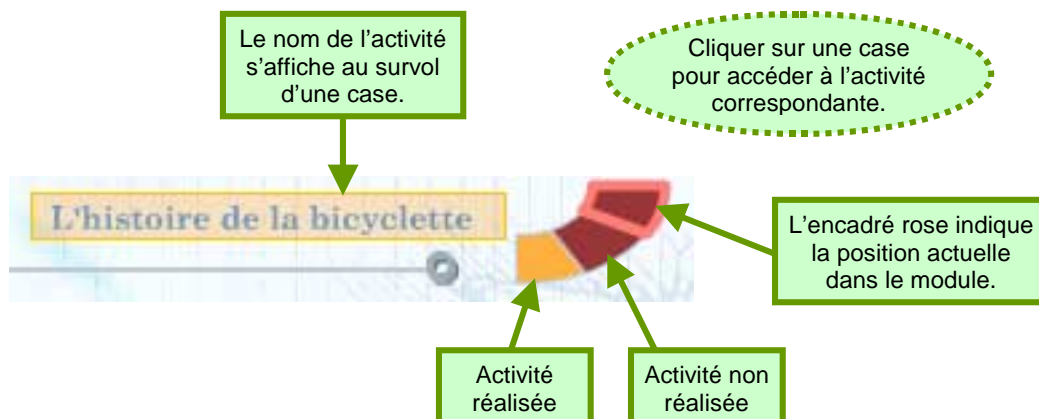 Le nom de l’activité
s’affiche au survol
d’une case.
Cliquer sur une case
pour accéder à l’activité
correspondante.
L'histoire de la bicyclette
L’encadré rose indique
la position actuelle
dans le module.
Activité
réalisée
Activité non
réalisée